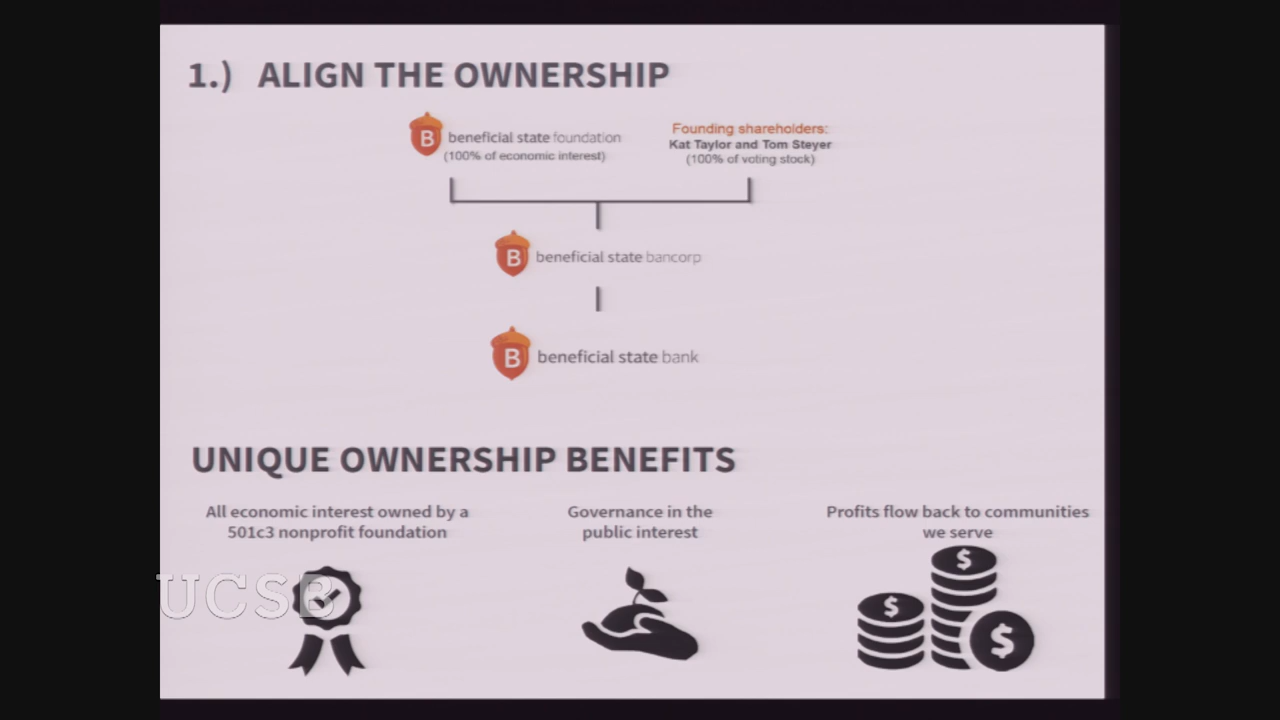 1.) ALIGN THE OWNERSHIP
B beneficial state foundation
(100% of economic interest)
Founding shareholders:
Kat Taylor and Tom Steyer
(100% of voting stock)
B beneficial state bancorp
B beneficial state bank
UNIQUE OWNERSHIP BENEFITS
All economic interest owned by a
501c3 nonprofit foundation
Governance in the
public interest
Profits flow back to communities
we serve
$
$
$
UCSB